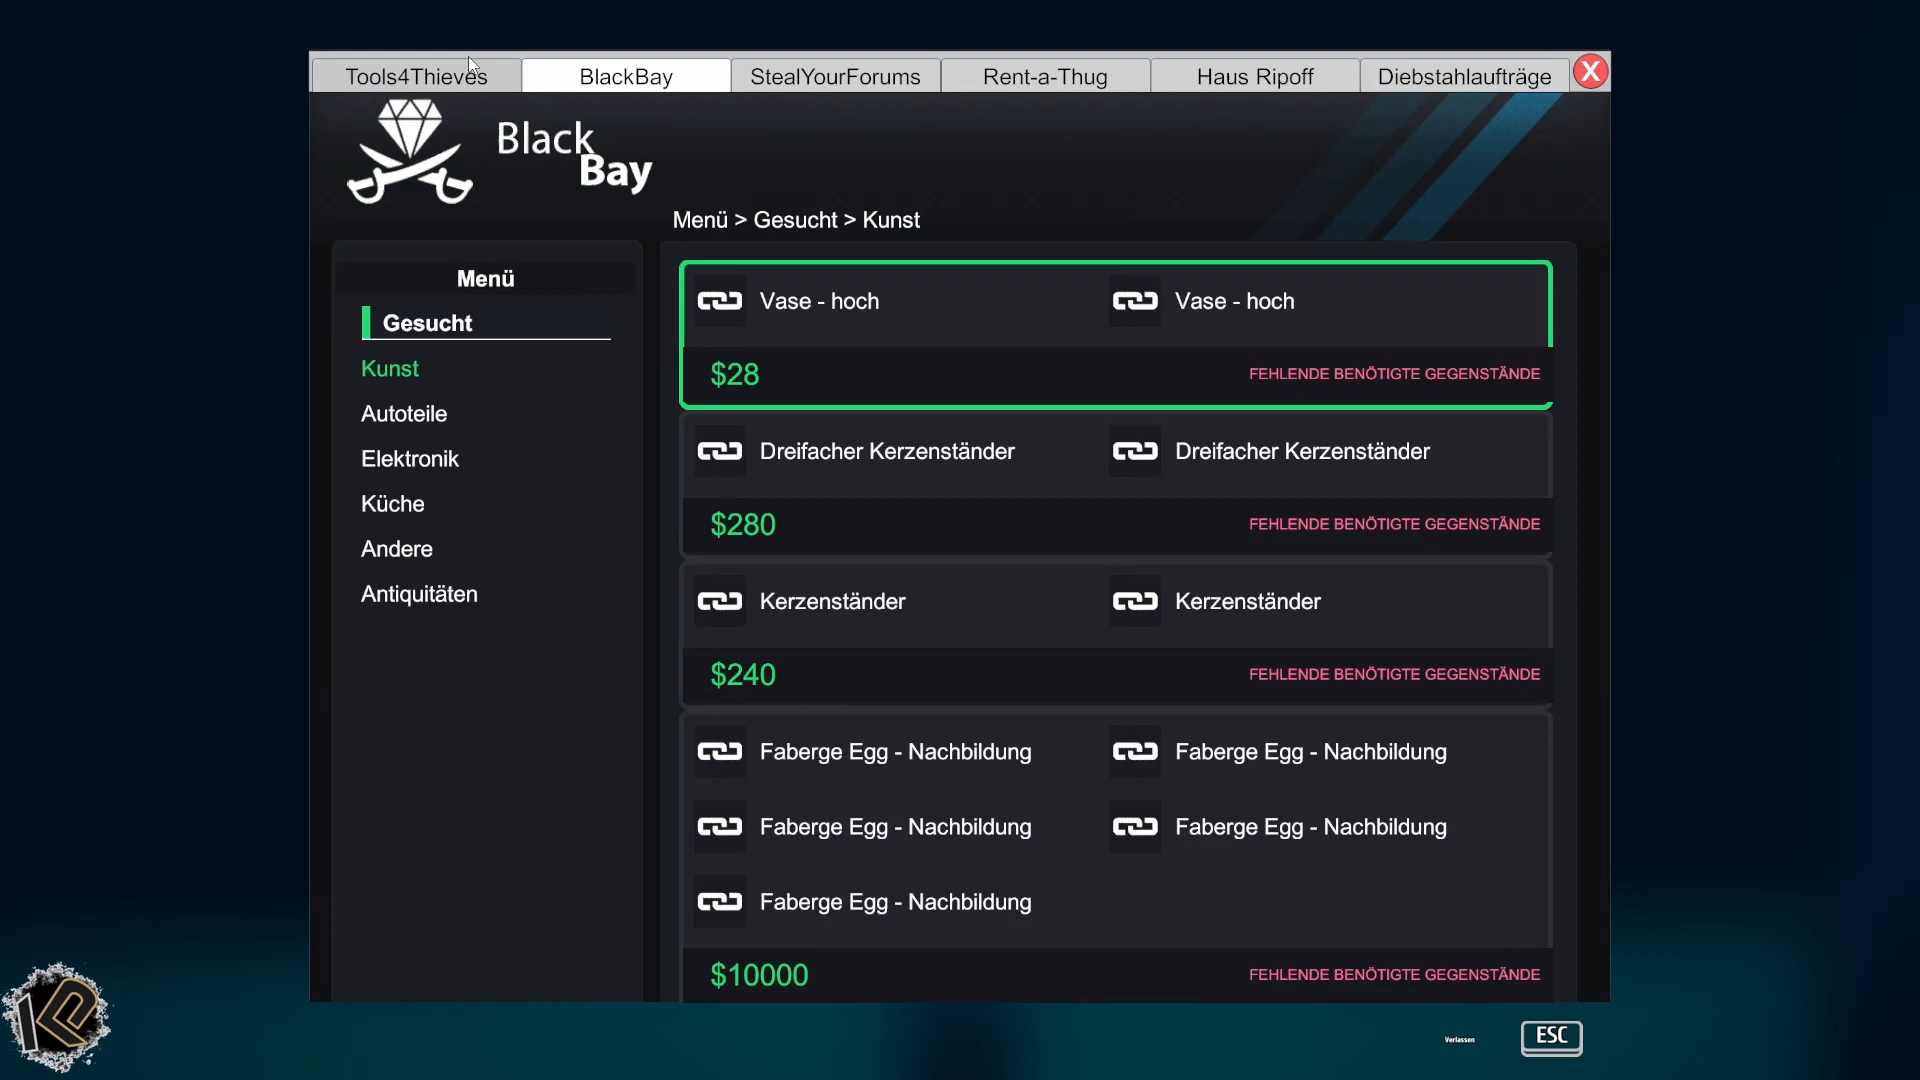 Tools4Thieves
BlackBay
StealYourForums
Rent-a-Thug
Haus Ripoff
Diebstahlaufträge
X
Black
Bay
Menü > Gesucht > Kunst
Menü
Gesucht
Kunst
Autoteile
Elektronik
Küche
Andere
Antiquitäten
Vase - hoch
Vase - hoch
$28
FEHLENDE BENÖTIGTE GEGENSTÄNDE
Dreifacher Kerzenständer
Dreifacher Kerzenständer
$280
FEHLENDE BENÖTIGTE GEGENSTÄNDE
Kerzenständer
Kerzenständer
$240
FEHLENDE BENÖTIGTE GEGENSTÄNDE
Faberge Egg - Nachbildung
Faberge Egg - Nachbildung
Faberge Egg - Nachbildung
Faberge Egg - Nachbildung
Faberge Egg - Nachbildung
$10000
FEHLENDE BENÖTIGTE GEGENSTÄNDE
Verlassen
ESC